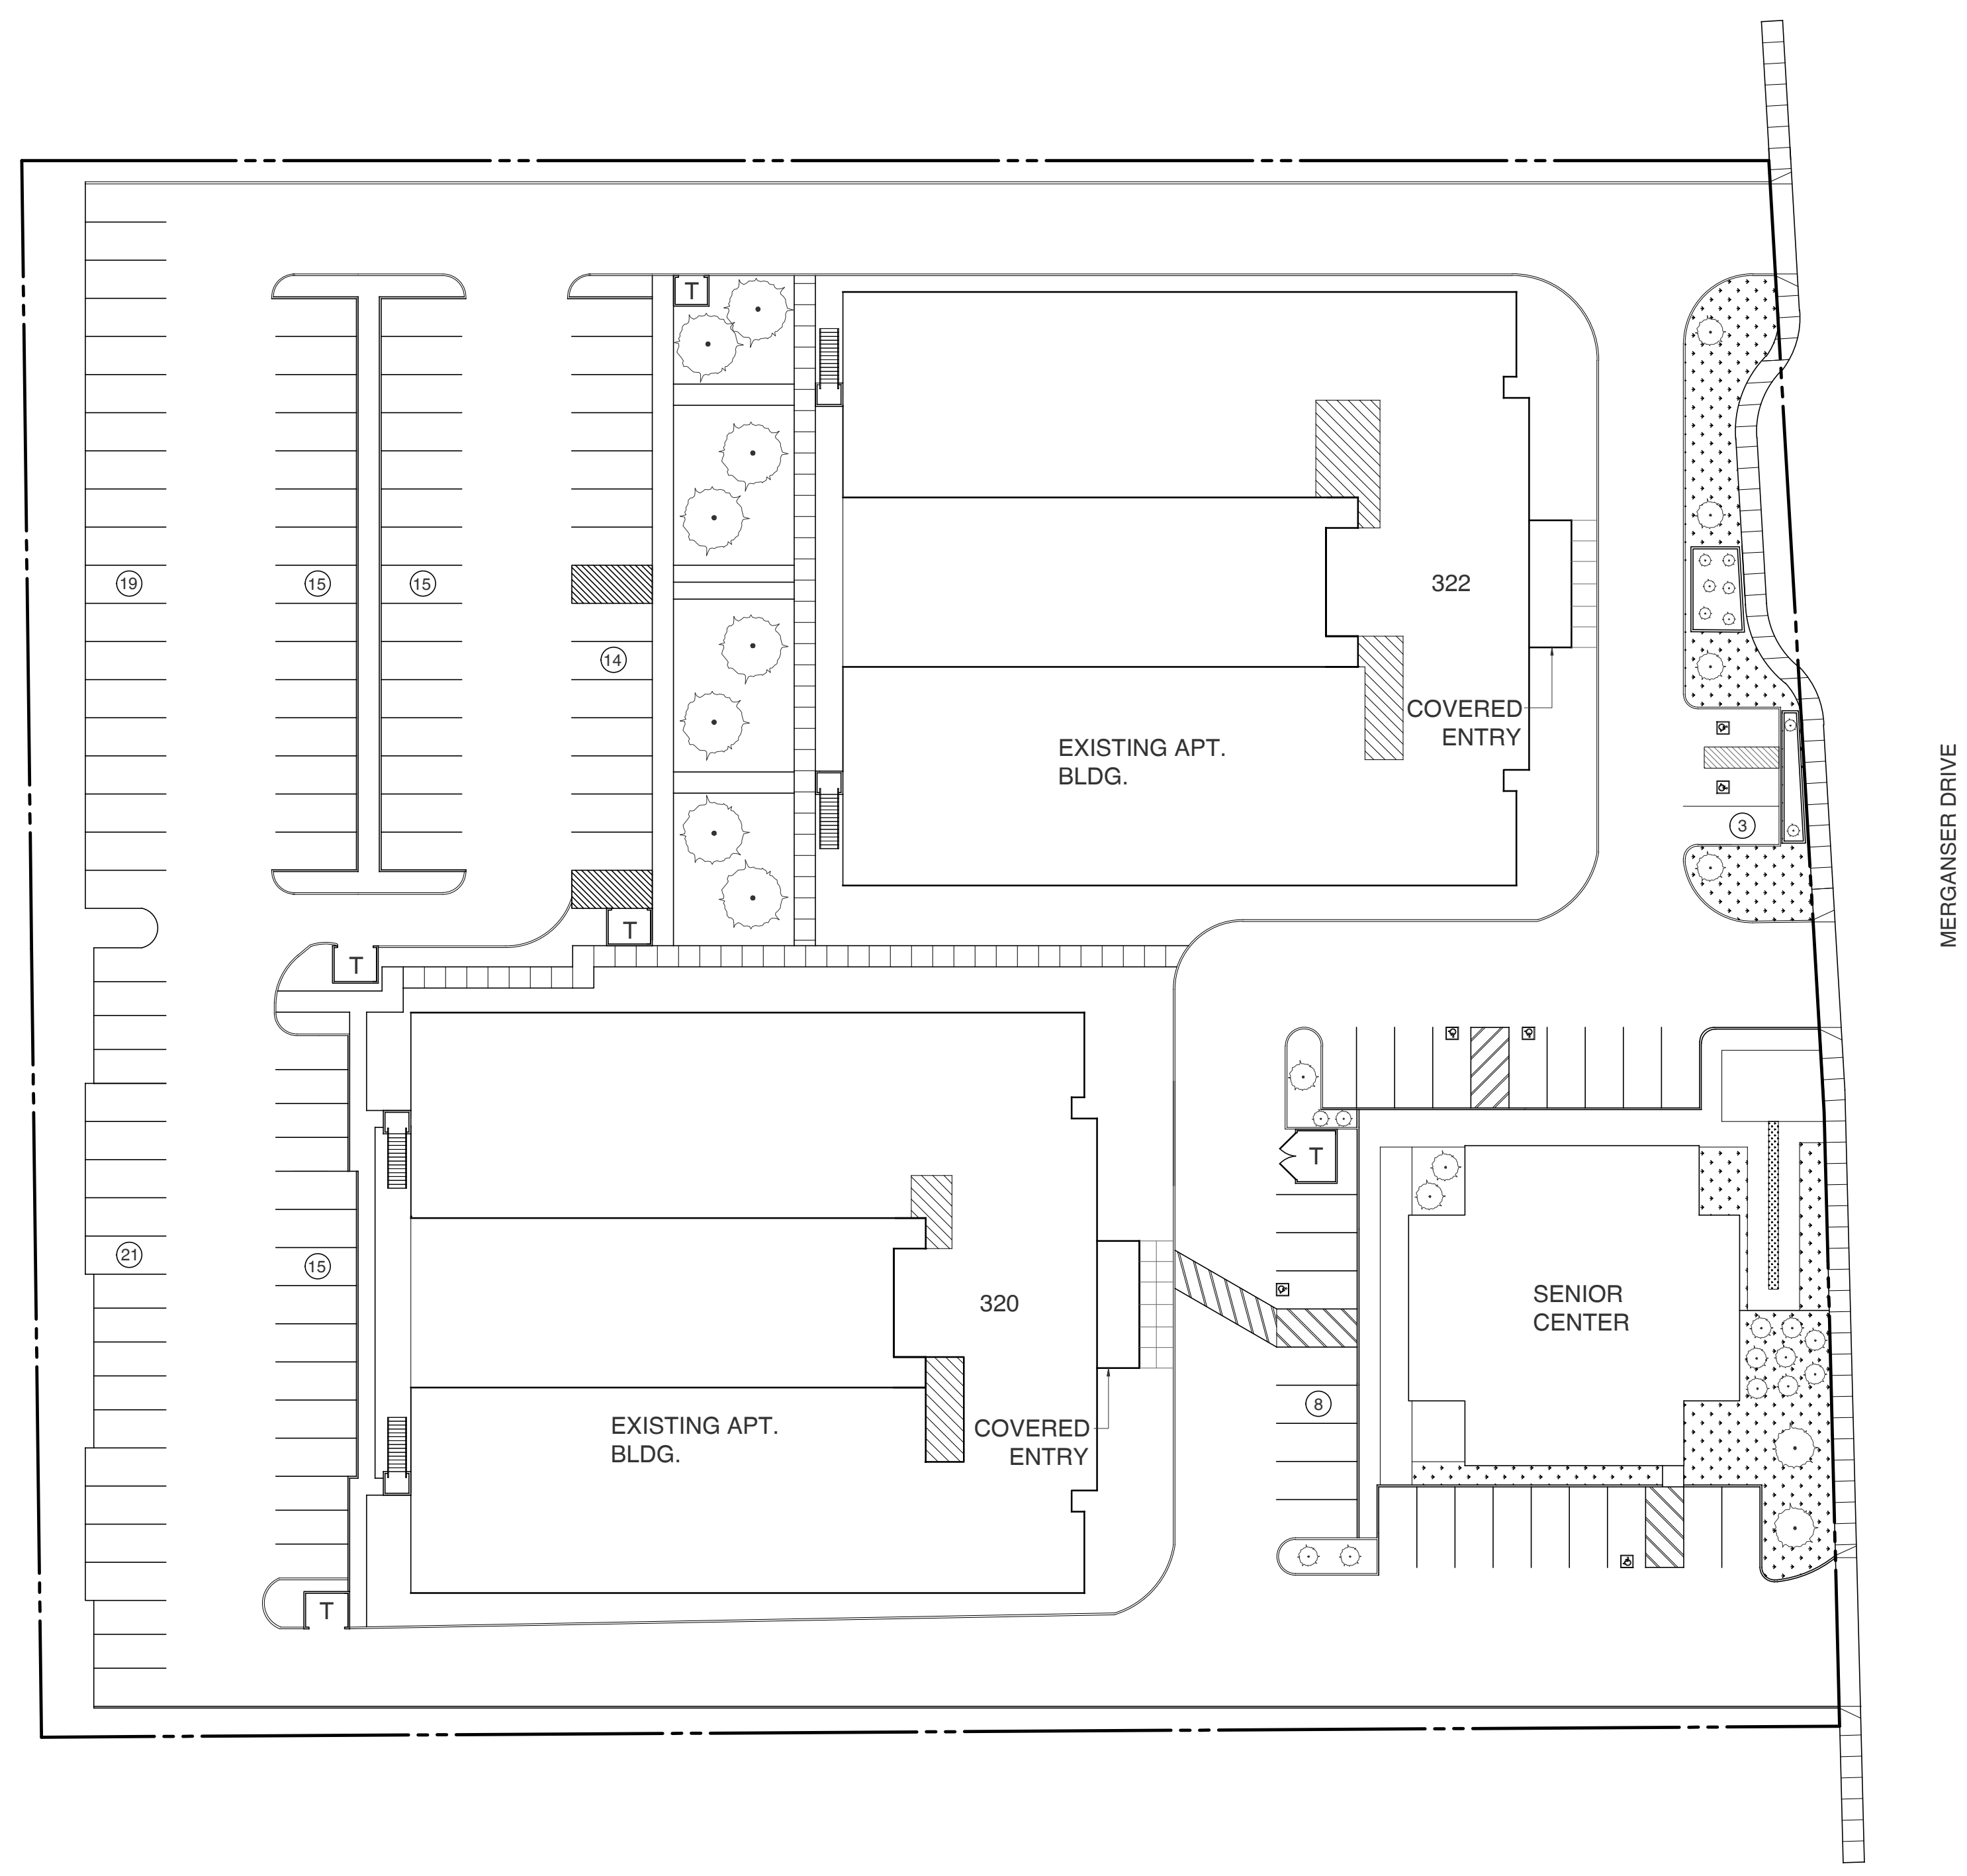 T
19
15
15
322
14
COVERED
ENTRY
EXISTING APT.
BLDG.
3
MERGANSER DRIVE
T
T
T
21
15
320
SENIOR
CENTER
8
EXISTING APT.
BLDG.
COVERED
ENTRY
T